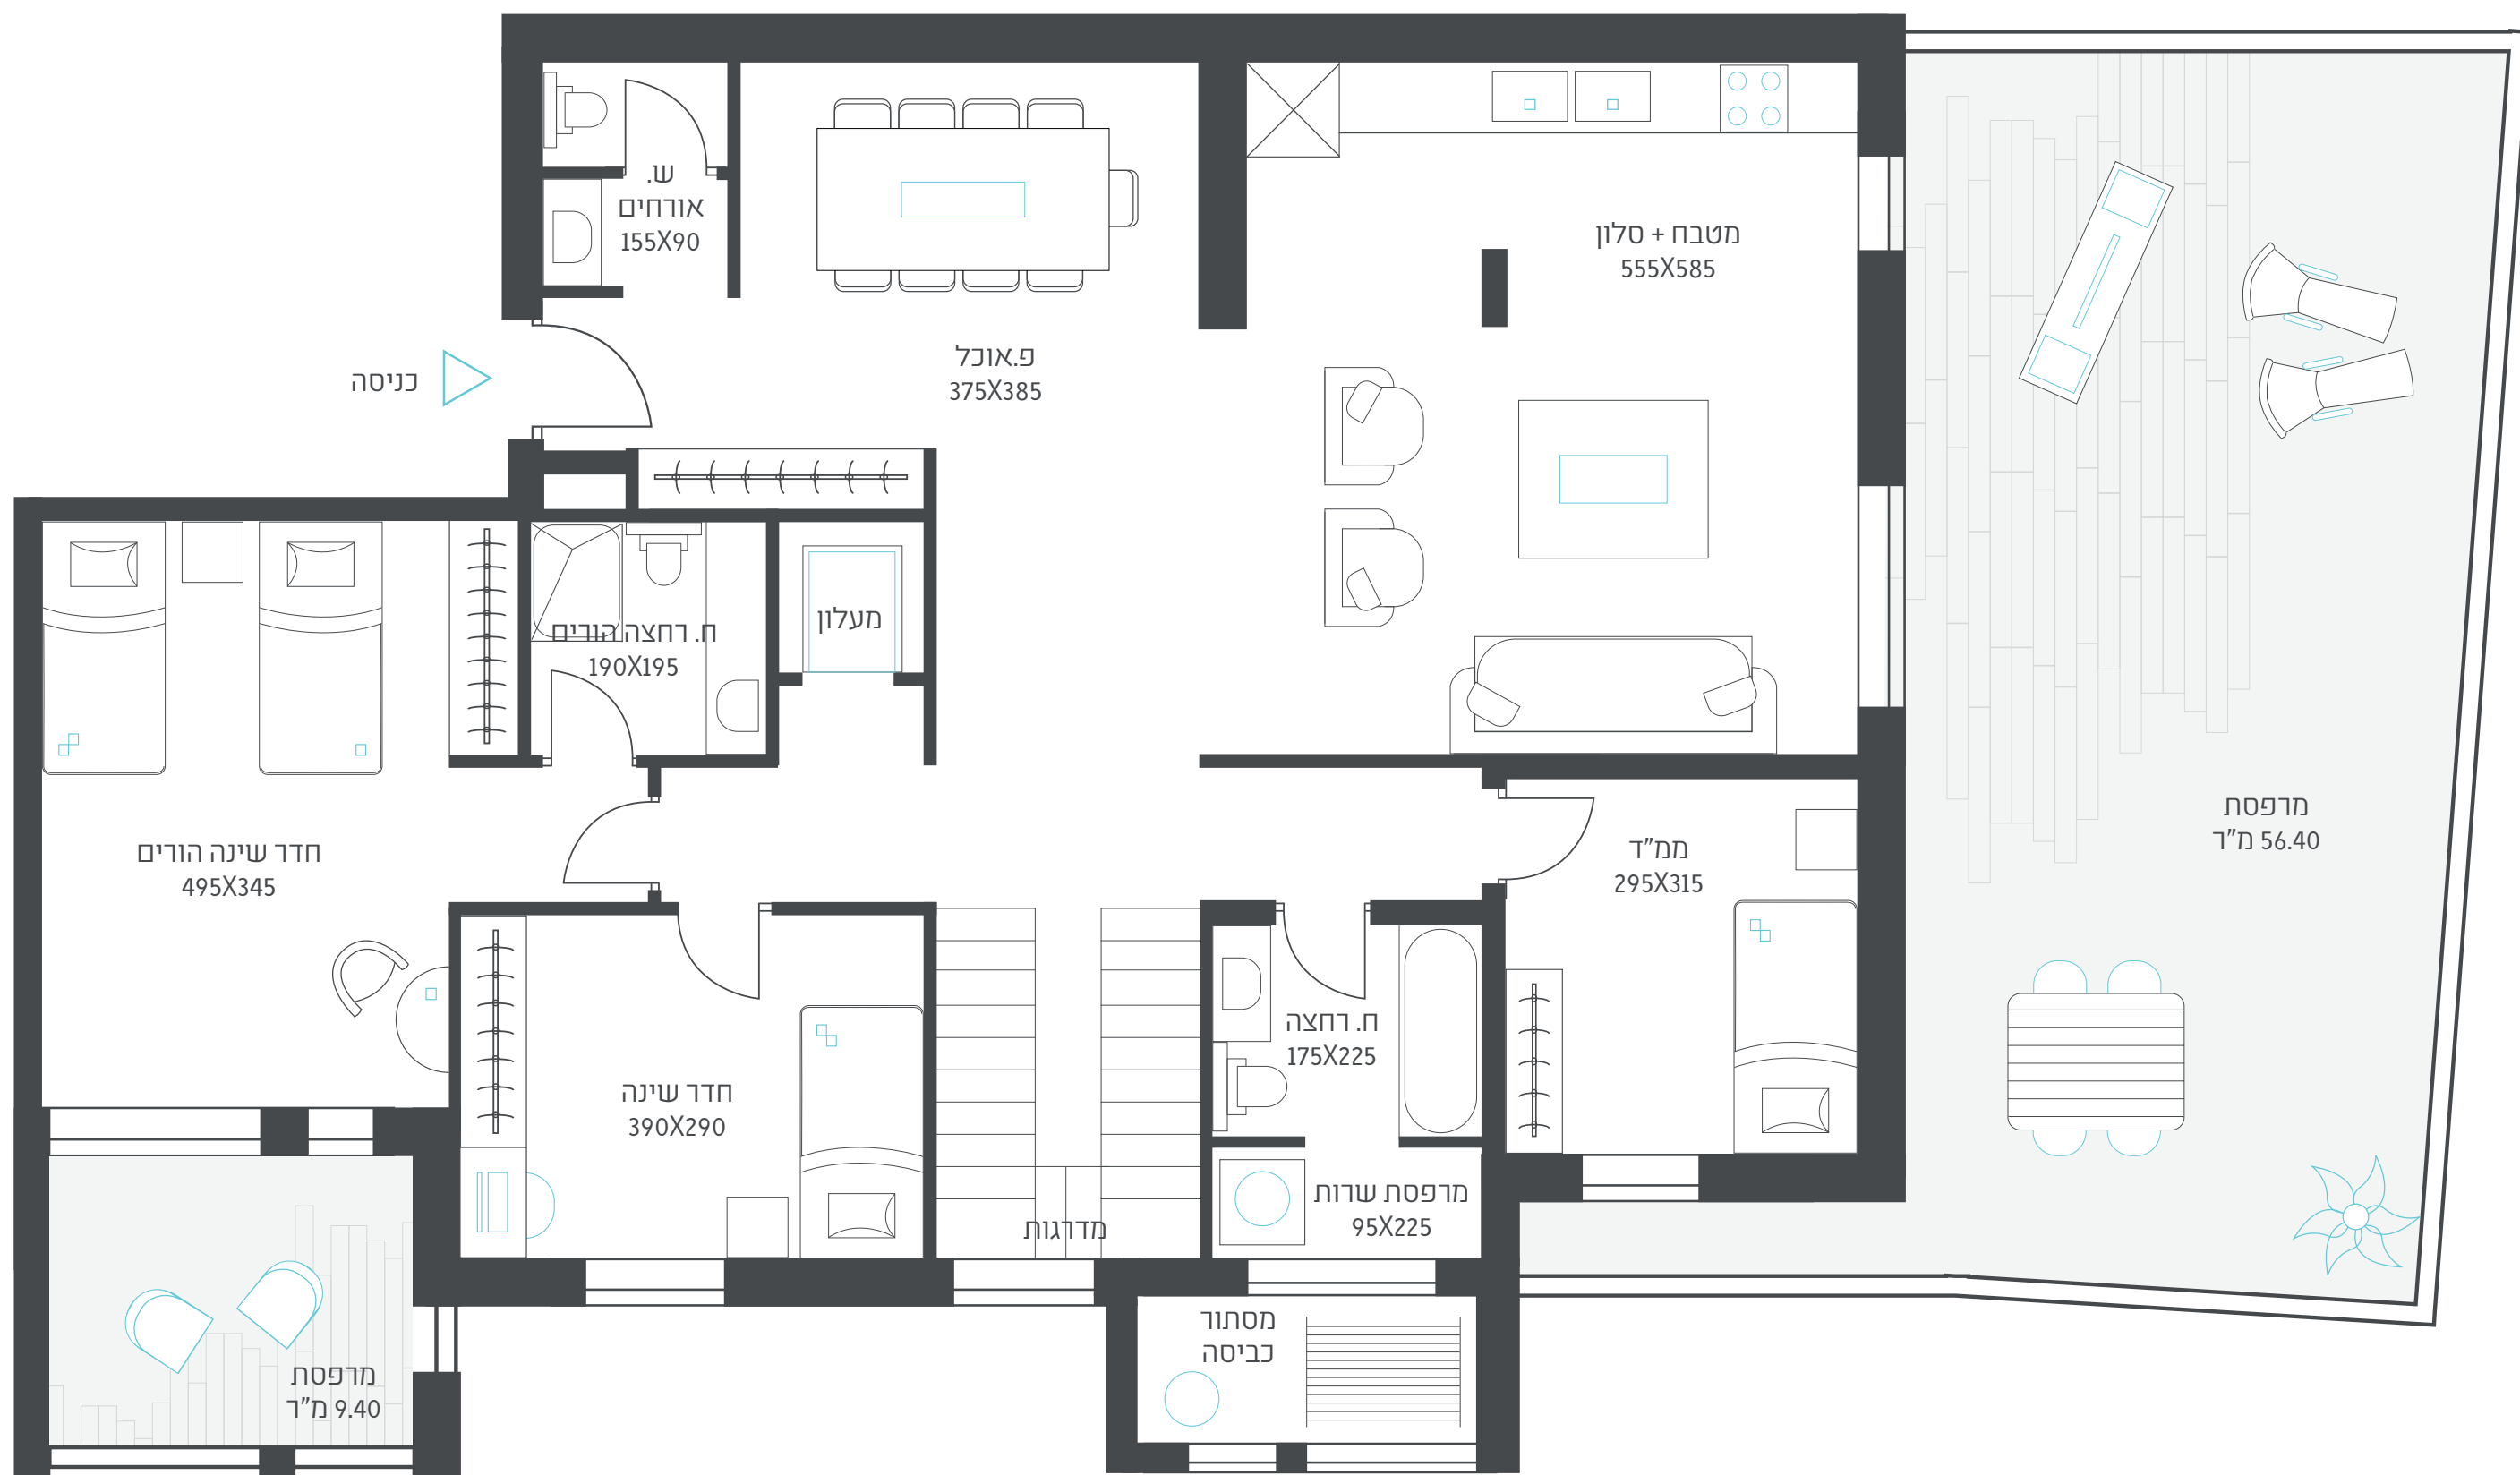 ש.
אורחים
155X90
מטבח + סלון
555X585
כניסה
פ.אוכל
375X385
ח. רחצה הורים
190X195
מעלון
חדר שינה הורים
495X345
ממ"ד
295X315
מרפסת
56.40 מ"ר
ח. רחצה
175X225
חדר שינה
390X290
מדרגות
מרפסת שרות
95X225
מסתור
כביסה
מרפסת
9.40 מ"ר